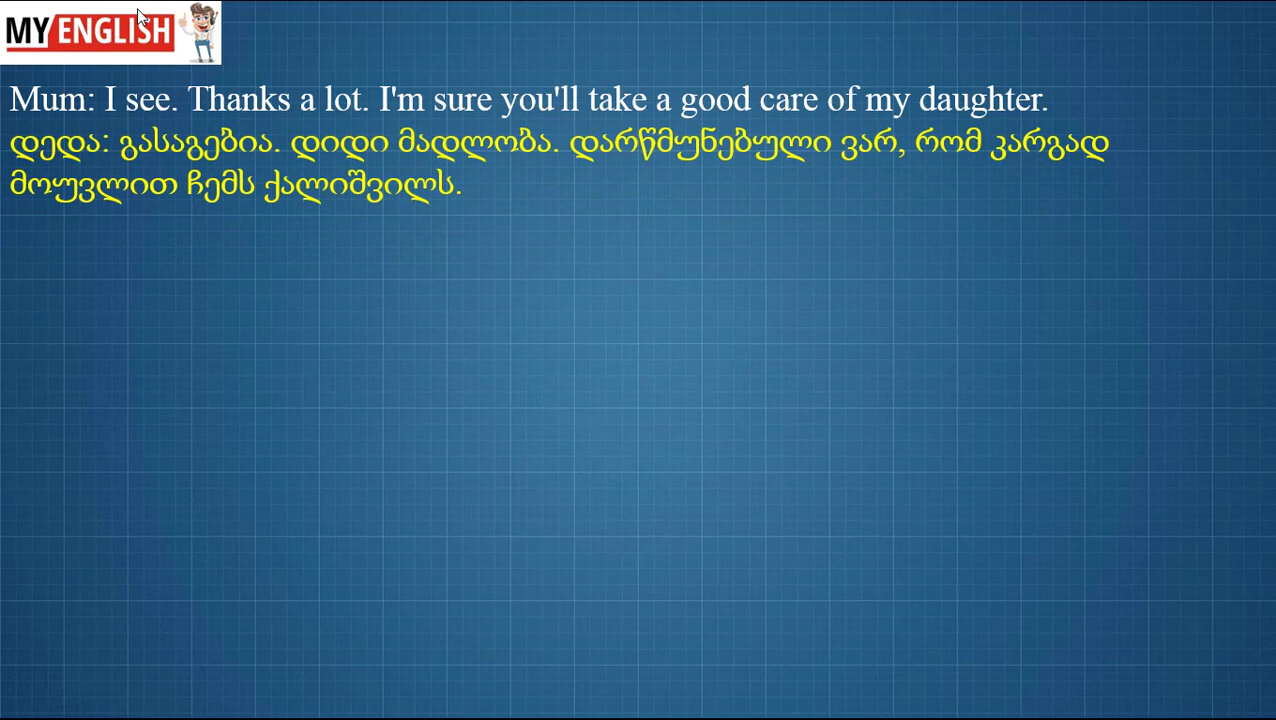 MY ENGLISH
Mum: I see. Thanks a lot. I'm sure you'll take a good care of my daughter.
დედა: გასაგებია. დიდი მადლობა. დარწმუნებული ვარ, რომ კარგად
მოუვლით ჩემს ქალიშვილს.